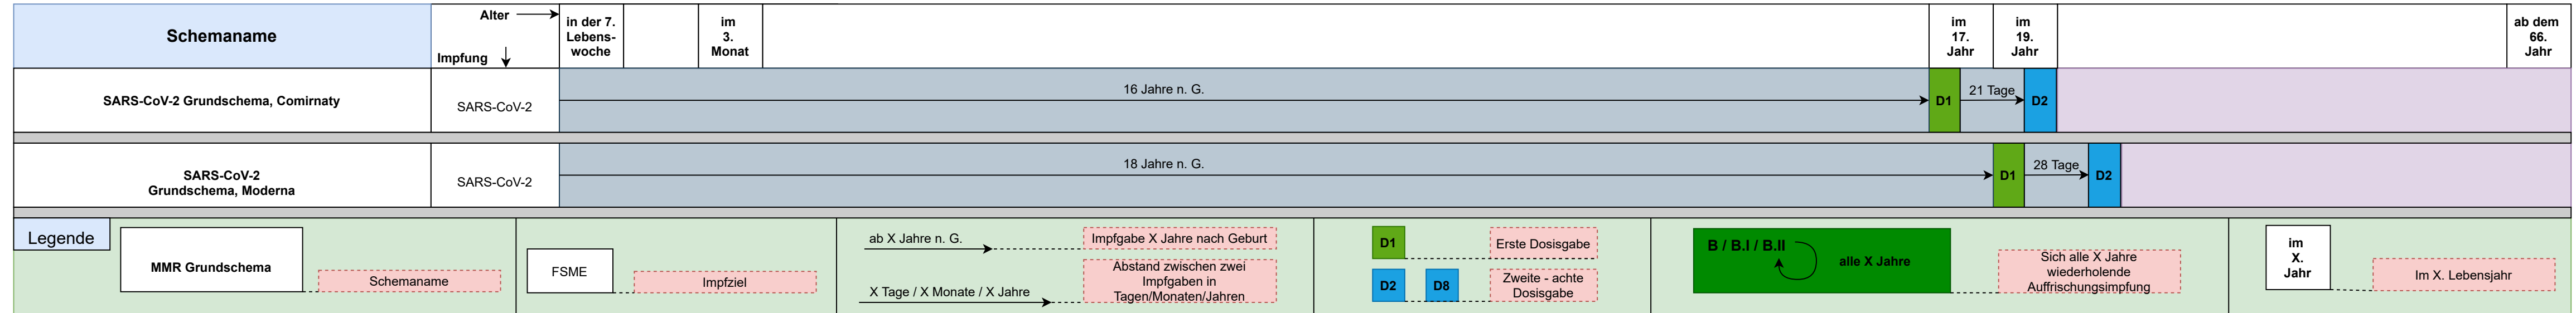 Schemaname
Alter
Impfung
in der 7.
Lebens-
woche
im
3.
Monat
im
17.
Jahr
im
19.
Jahr
ab dem
66.
Jahr
SARS-CoV-2 Grundschema, Comirnaty
SARS-CoV-2
16 Jahre n. G.
D1
21 Tage
D2
SARS-CoV-2
Grundschema, Moderna
SARS-CoV-2
18 Jahre n. G.
D1
28 Tage
D2
Legende
MMR Grundschema
Schemaname
FSME
Impfziel
ab X Jahre n. G.
Impfgabe X Jahre nach Geburt
X Tage / X Monate / X Jahre
Abstand zwischen zwei
Impfgaben in
Tagen/Monaten/Jahren
D1
Erste Dosisgabe
D2
D8
Zweite - achte
Dosisgabe
B / B.I / B.II
alle X Jahre
Sich alle X Jahre
wiederholende
Auffrischungsimpfung
im
X.
Jahr
Im X. Lebensjahr